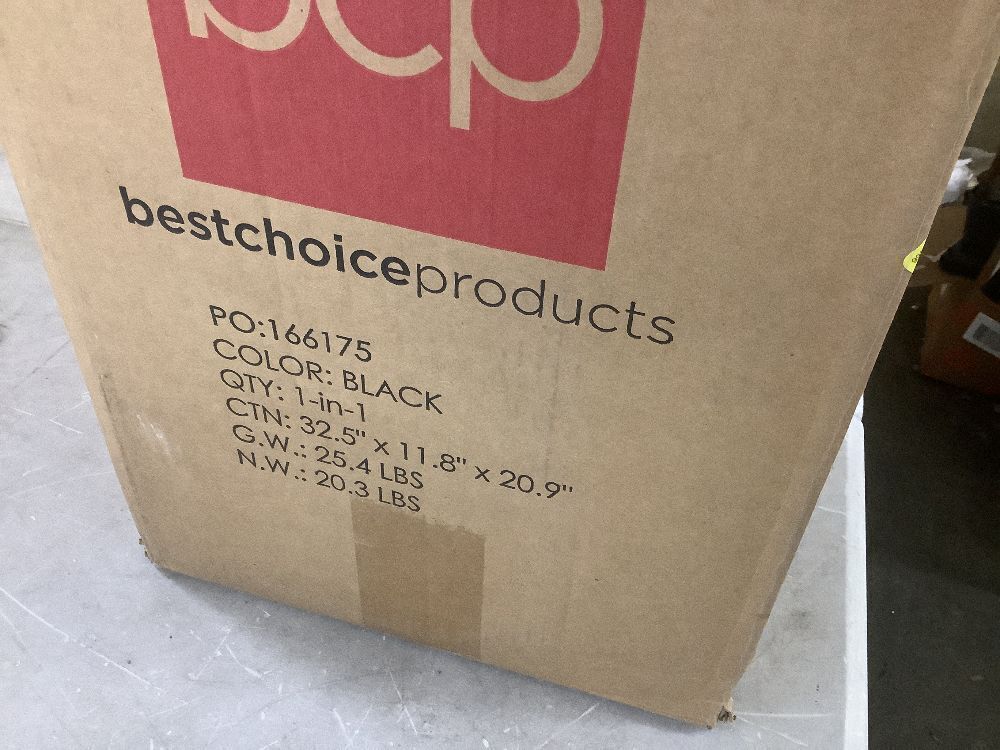 bcp
bestchoiceproducts
PO:166175
COLOR: BLACK
QTY: 1-in-1
CTN: 32.5" x 11.8" x 20.9"
G.W.: 25.4 LBS
N.W.: 20.3 LBS